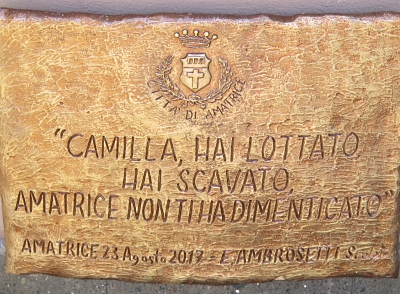 CITTÀ DI AMATRICE
"CAMILLA, HAI LOTTATO,
HAI SCAVATO,
AMATRICE NON TI HA DIMENTICATO"
AMATRICE 23 Agosto 2017 - L. AMBROSETTI